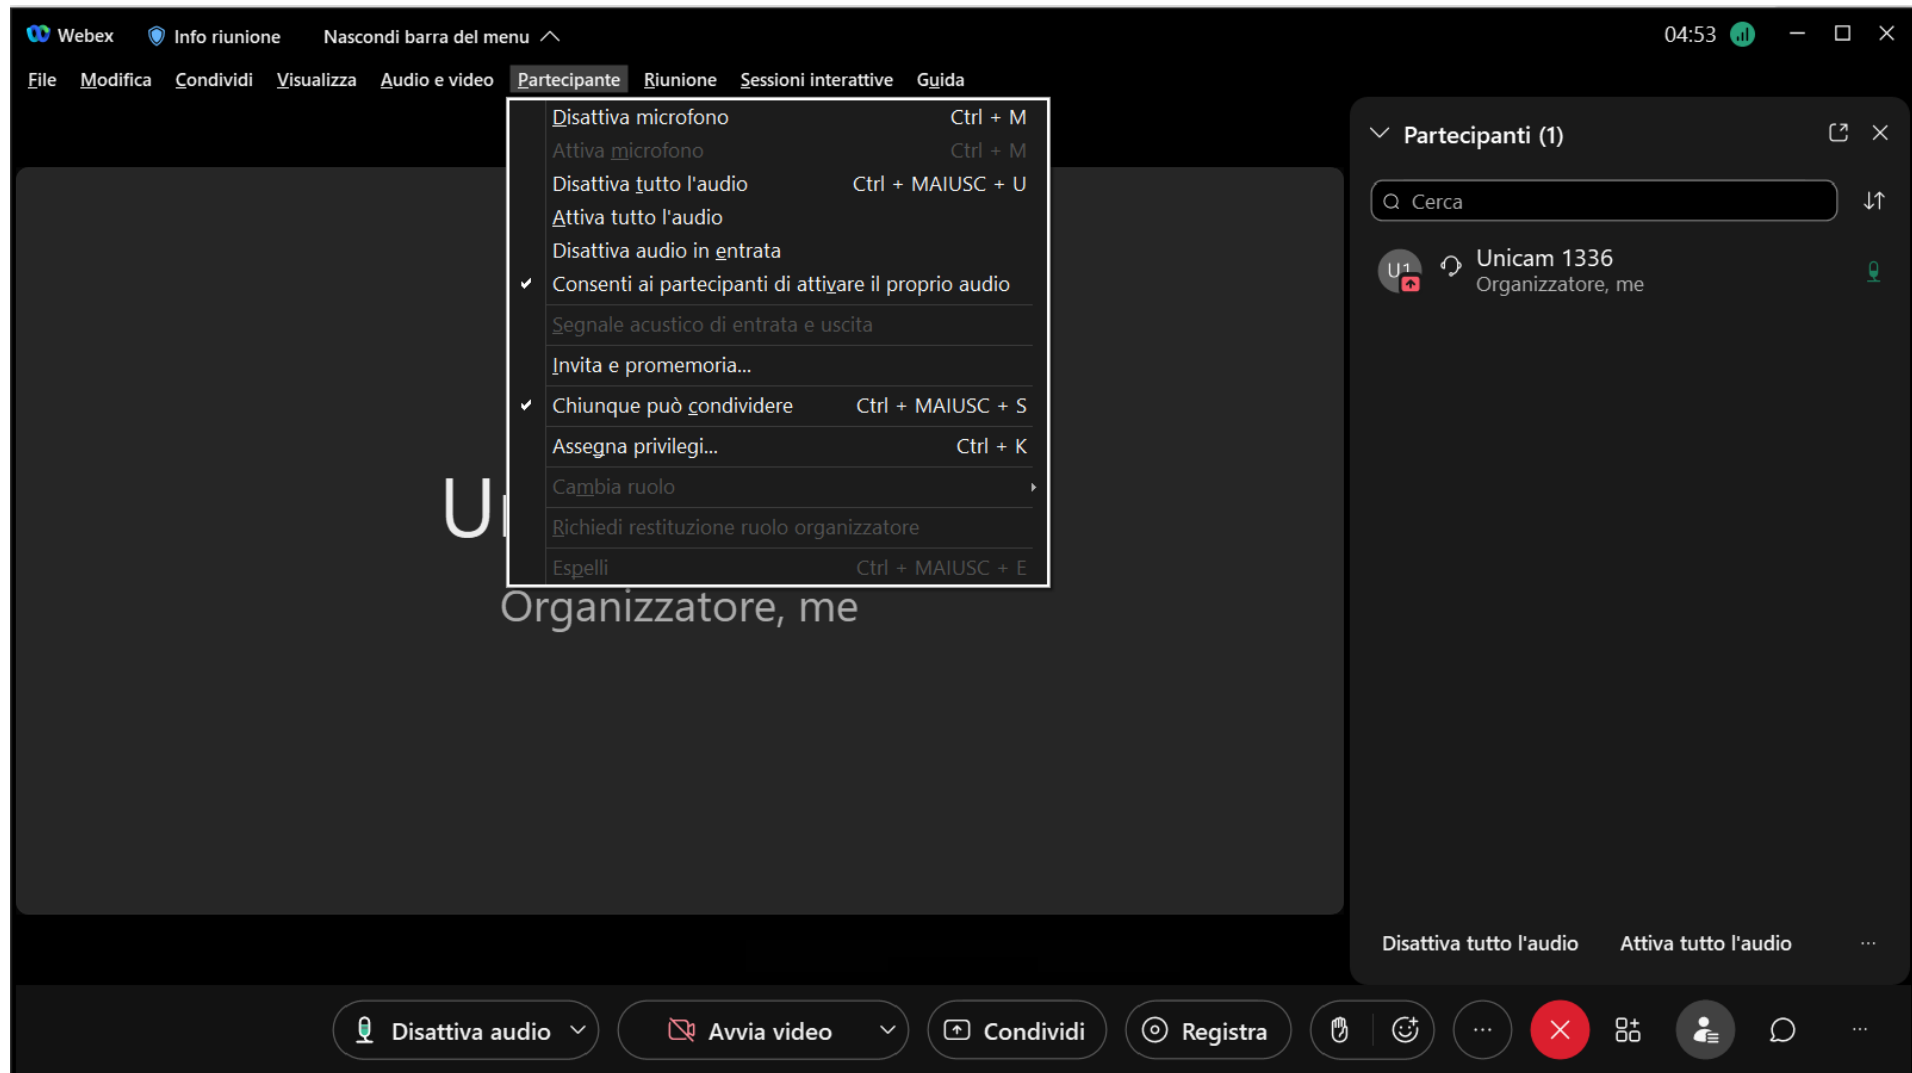 Webex Info riunione Nascondi barra del menu 04:53
File Modifica Condividi Visualizza Audio e video Partecipante Riunione Sessioni interattive Guida
Disattiva microfono Ctrl + M
Attiva microfono Ctrl + M
Disattiva tutto l'audio Ctrl + MAIUSC + U
Attiva tutto l'audio
Disattiva audio in entrata
Consenti ai partecipanti di attivare il proprio audio
Segnale acustico di entrata e uscita
Invita e promemoria...
Chiunque può condividere Ctrl + MAIUSC + S
Assegna privilegi... Ctrl + K
Cambia ruolo
Richiedi restituzione ruolo organizzatore
Espelli Ctrl + MAIUSC + E
Organizzatore, me
Partecipanti (1)
Cerca
U1 Unicam 1336
Organizzatore, me
Disattiva tutto l'audio Attiva tutto l'audio
Disattiva audio Avvia video Condividi Registra